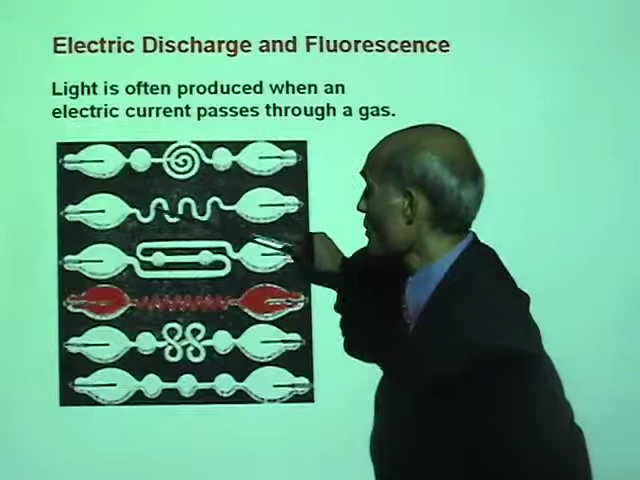 Electric Discharge and Fluorescence
Light is often produced when an
electric current passes through a gas.